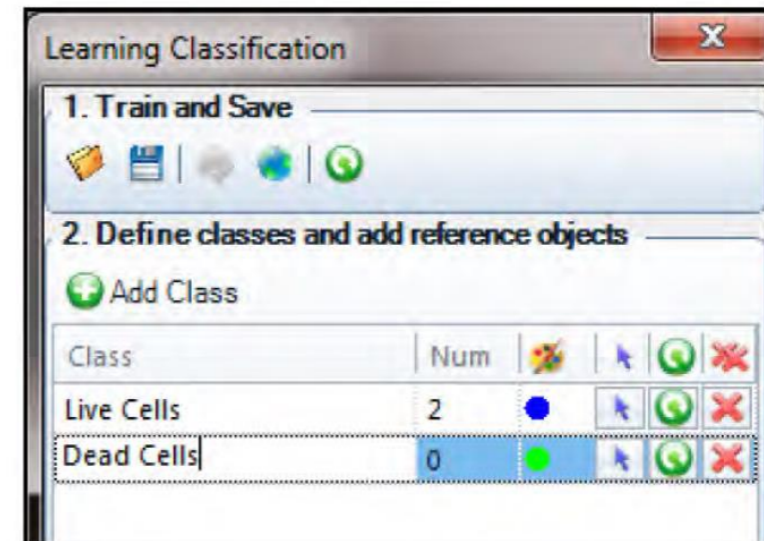 Learning Classification
1. Train and Save
2. Define classes and add reference objects
Add Class
Class Num
Live Cells 2
Dead Cells 0